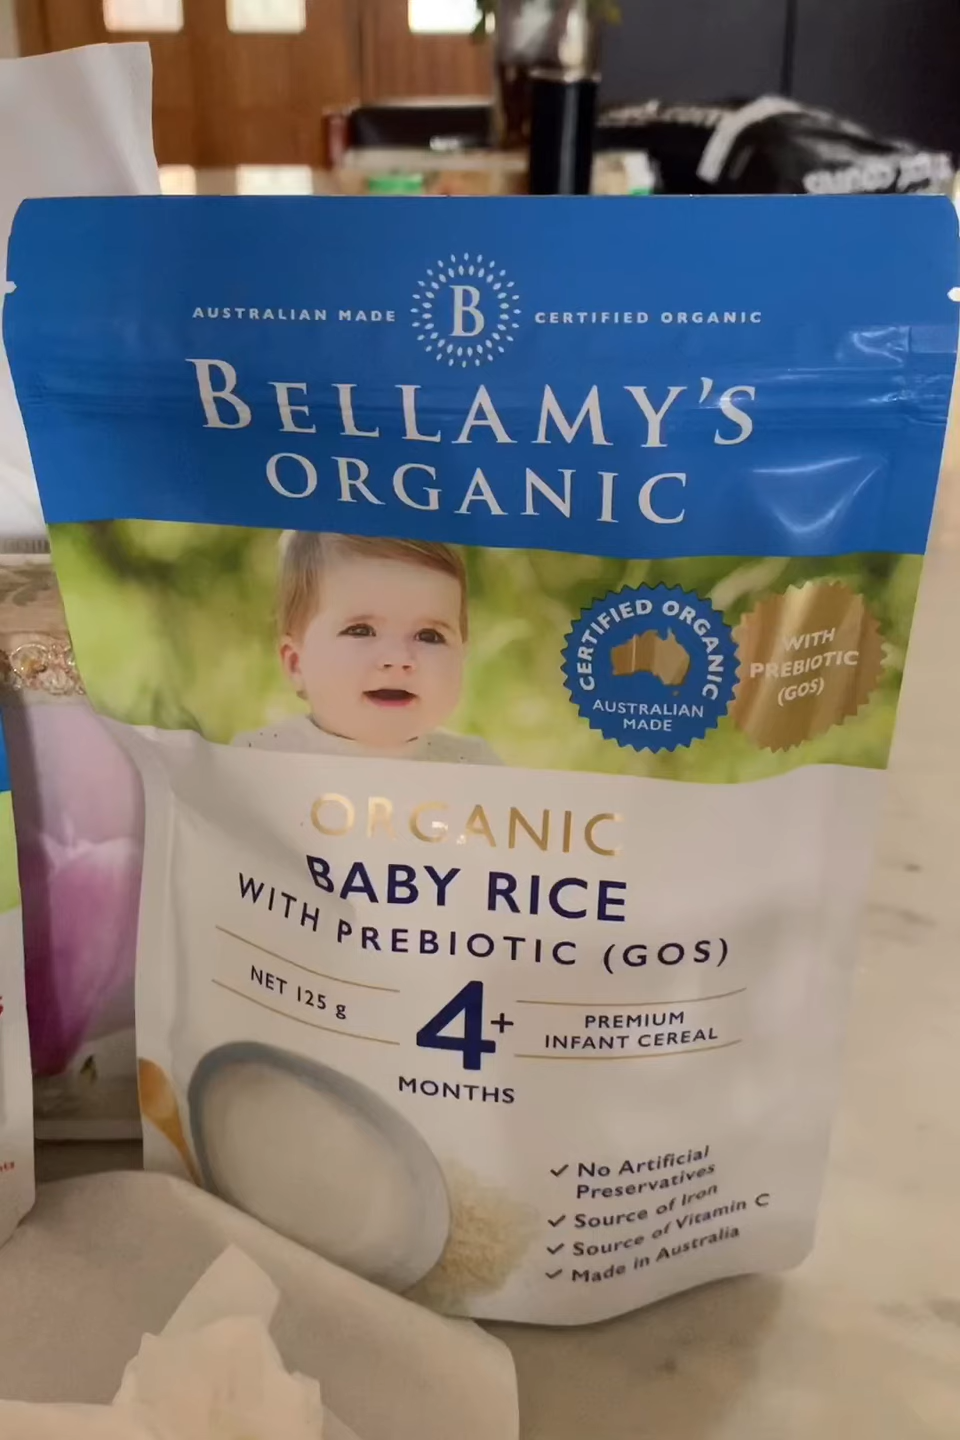 AUSTRALIAN MADE
B
CERTIFIED ORGANIC
BELLAMY'S
ORGANIC
CERTIFIED ORGANIC
AUSTRALIAN
MADE
WITH
PREBIOTIC
(GOS)
ORGANIC
BABY RICE
WITH PREBIOTIC (GOS)
NET 125 g
4+
MONTHS
PREMIUM
INFANT CEREAL
✓ No Artificial
Preservatives
✓ Source of Iron
✓ Source of Vitamin C
✓ Made in Australia